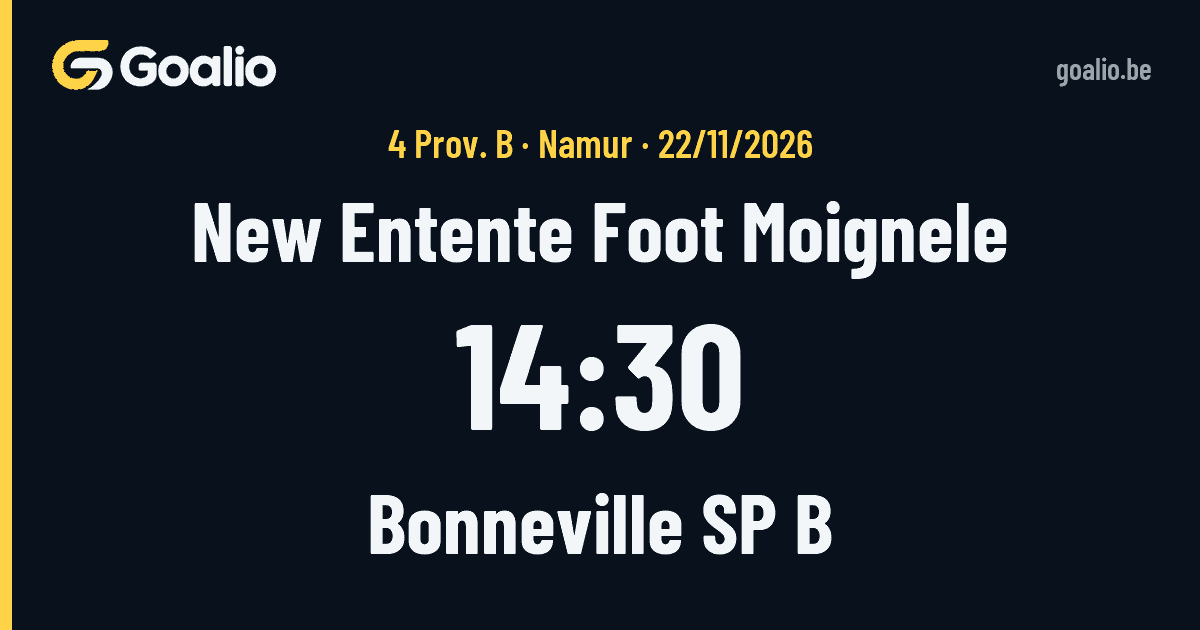 Goalio
goalio.be
4 Prov. B · Namur · 22/11/2026
New Entente Foot Moignele
14:30
Bonneville SP B